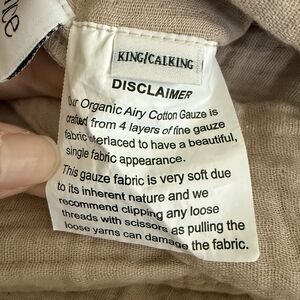 KING/CALKING
DISCLAIMER
Our Organic Airy Cotton Gauze is
crafted from 4 layers of fine gauze
fabric interlaced to have a beautiful,
single fabric appearance.
This gauze fabric is very soft due
to its inherent nature and we
recommend clipping any loose
threads with scissors as pulling the
loose yarns can damage the fabric.